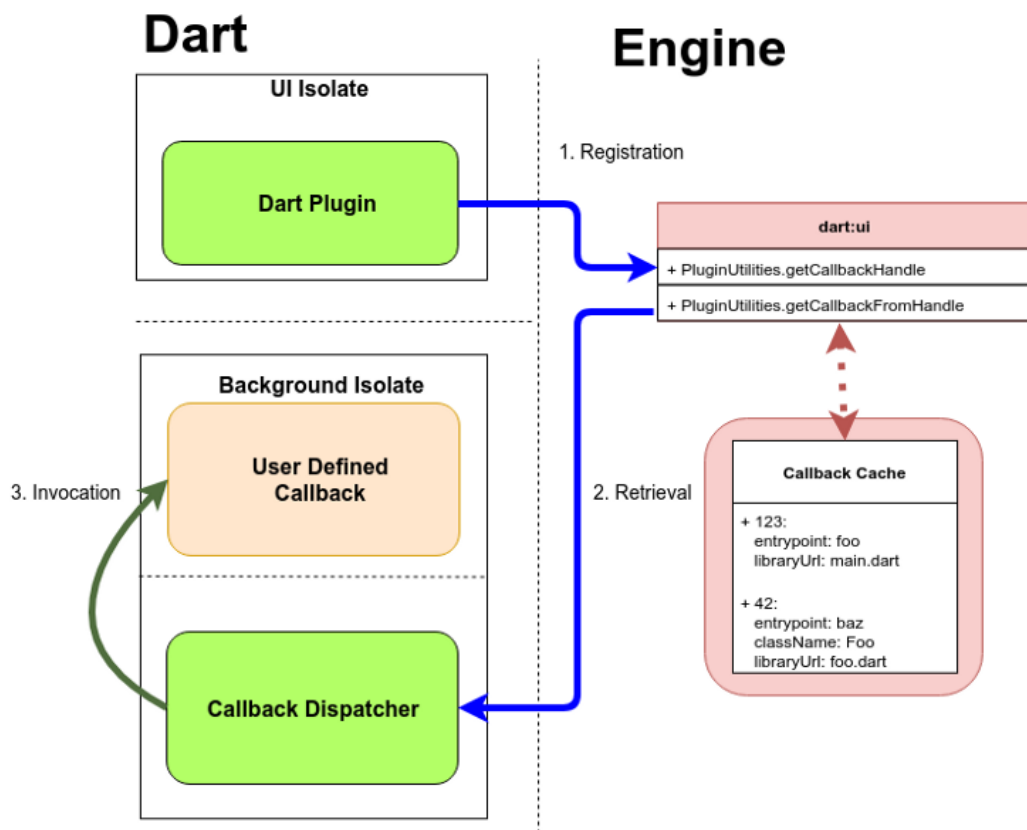 Dart
Engine
UI Isolate
Dart Plugin
1. Registration
dart:ui
+ PluginUtilities.getCallbackHandle
+ PluginUtilities.getCallbackFromHandle
Background Isolate
User Defined
Callback
3. Invocation
2. Retrieval
Callback Cache
+ 123:
entrypoint: foo
libraryUrl: main.dart
+ 42:
entrypoint: baz
className: Foo
libraryUrl: foo.dart
Callback Dispatcher